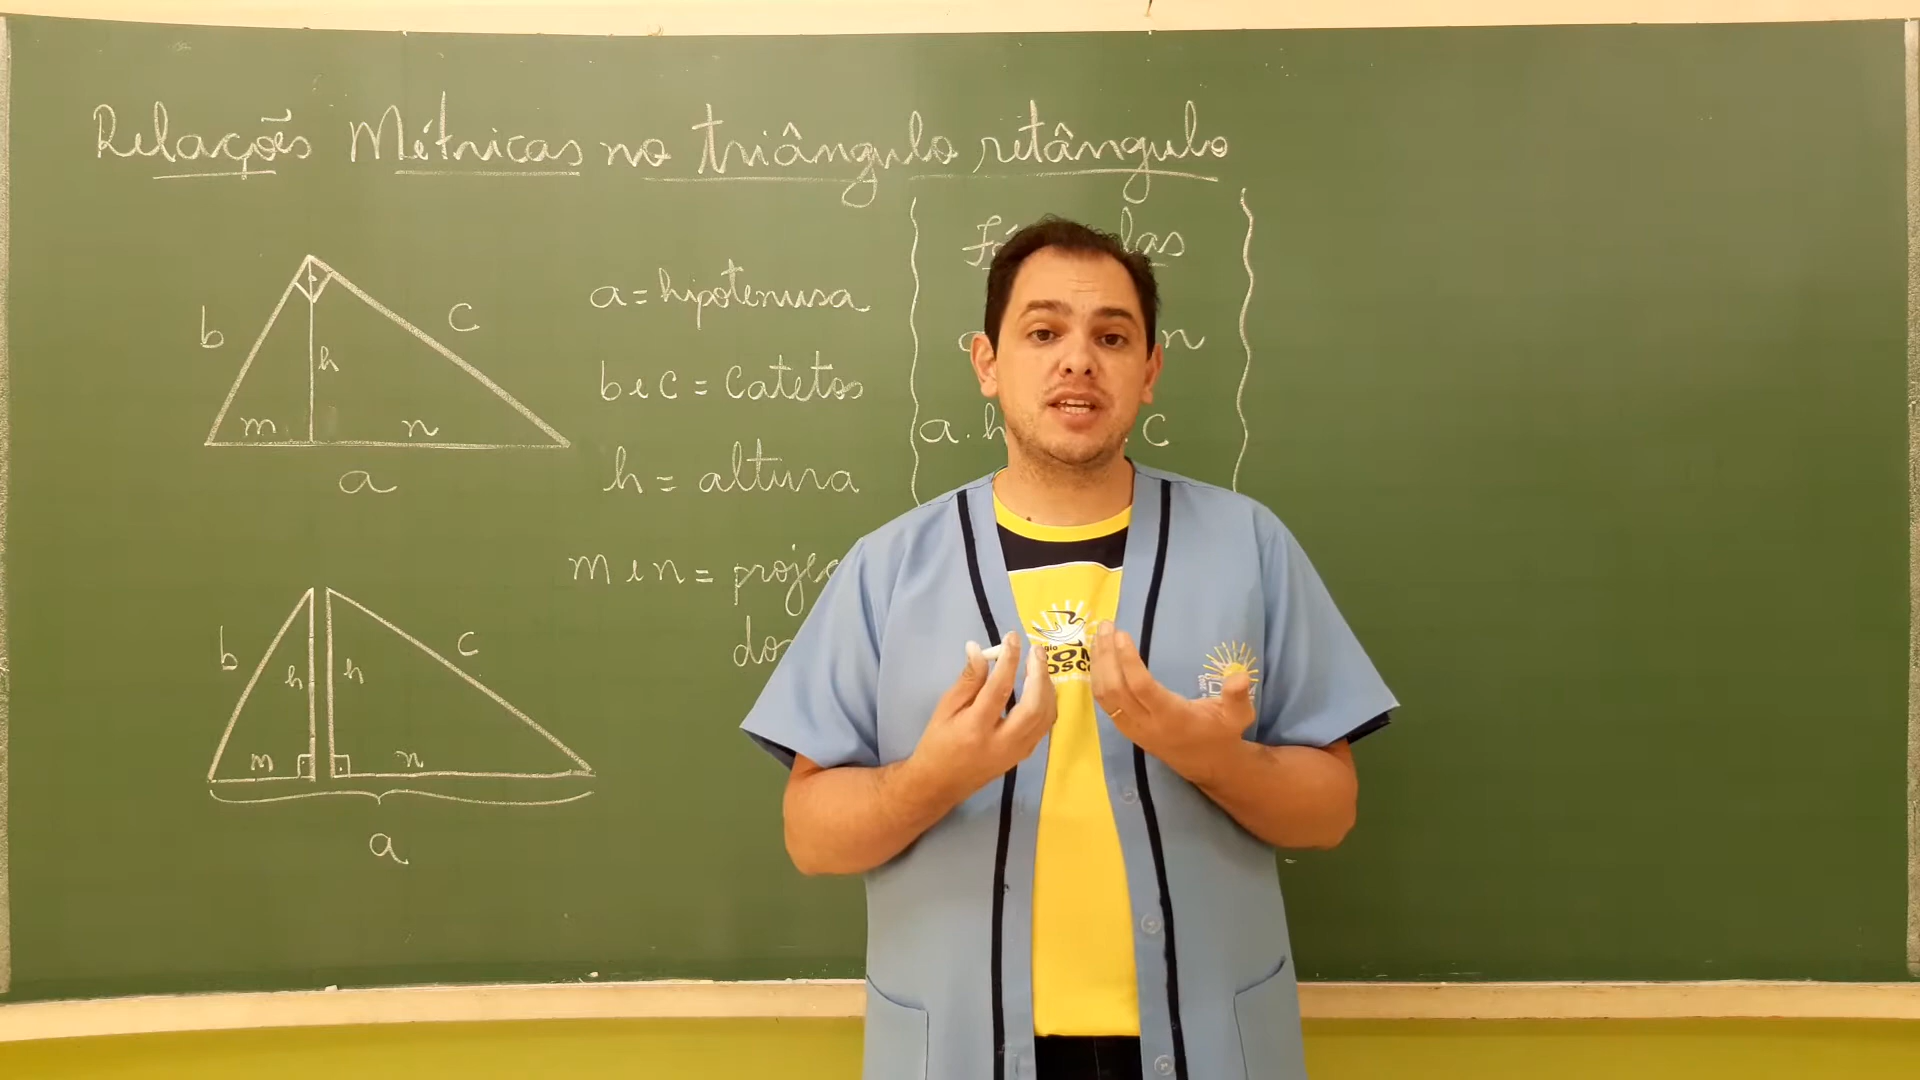 Relações Métricas no triângulo retângulo
b
c
h
m
n
a
a = hipotenusa
b e c = catetos
h = altura
m e n =
b
h
h
c
m
n
a
n
a . h . c